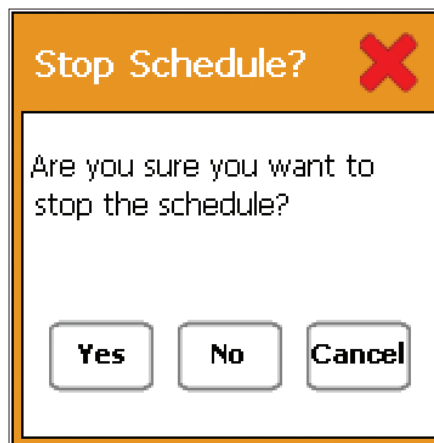 Stop Schedule?
Are you sure you want to
stop the schedule?
Yes No Cancel